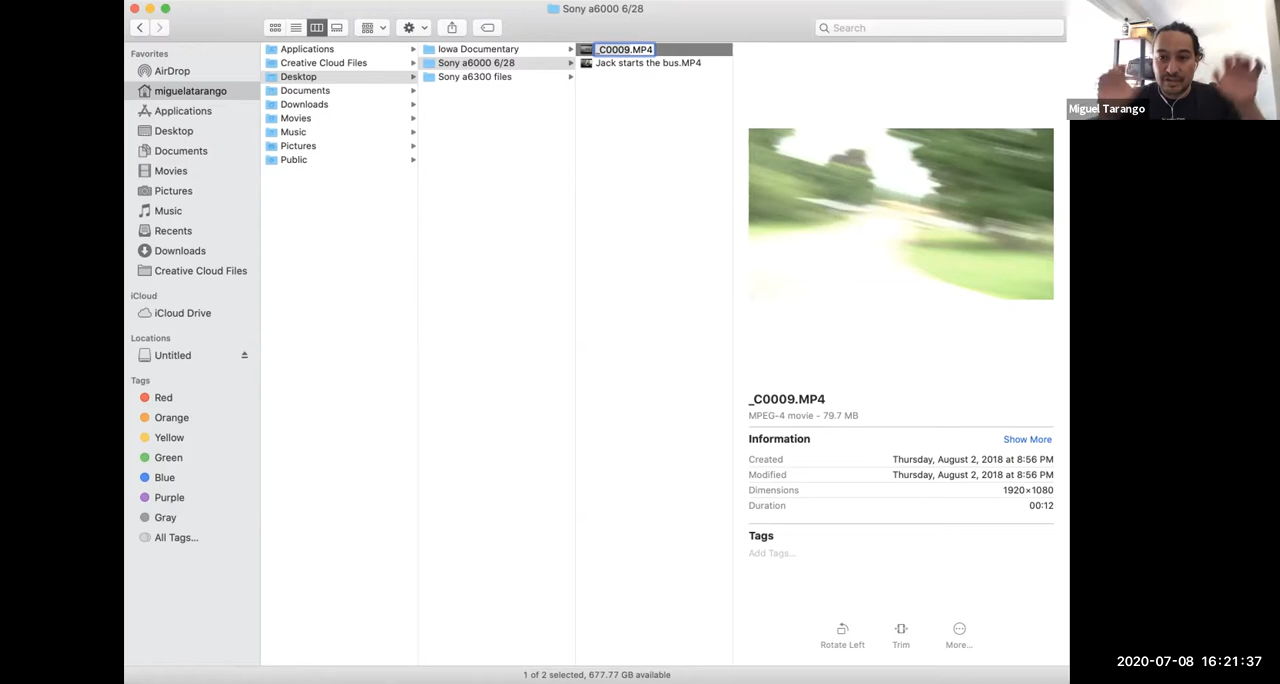 Sony a6000 6/28
Search
Favorites
AirDrop
miguelatarango
Applications
Desktop
Documents
Movies
Pictures
Music
Recents
Downloads
Creative Cloud Files
iCloud
iCloud Drive
Locations
Untitled
Tags
Red
Orange
Yellow
Green
Blue
Purple
Gray
All Tags...
Applications
Creative Cloud Files
Desktop
Documents
Downloads
Movies
Music
Pictures
Public
Iowa Documentary
Sony a6000 6/28
Sony a6300 files
_C0009.MP4
Jack starts the bus.MP4
_C0009.MP4
MPEG-4 movie - 79.7 MB
Information Show More
Created Thursday, August 2, 2018 at 8:56 PM
Modified Thursday, August 2, 2018 at 8:56 PM
Dimensions 1920×1080
Duration 00:12
Tags
Add Tags...
Rotate Left Trim More...
1 of 2 selected, 677.77 GB available
Miguel Tarango
2020-07-08 16:21:37